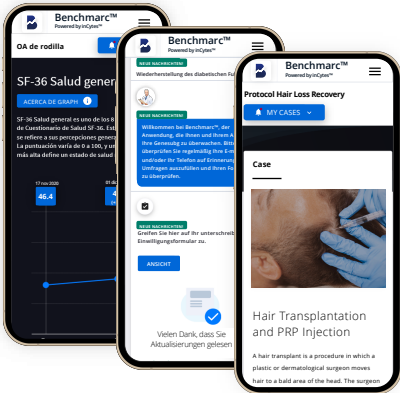 Benchmarc™
Powered by inCytes™
OA de rodilla
SF-36 Salud gener
ACERCA DE GRAPH i
SF-36 Salud general es uno de los 8
de Cuestionario de Salud SF-36. Est
se refiere a sus percepciones genera
La puntuación varía de 0 a 100, y un
más alta define un estado de salud
17 nov 2020
46.4
Benchmarc™
Powered by inCytes™
NEUE NACHRICHTEN!
Wiederherstellung des diabetischen Fu
NEUE NACHRICHTEN!
Willkommen bei Benchmarc™, der
Anwendung, die Ihnen und Ihrem A
Ihre Genesubg zu überwachen. Bitte
überprüfen Sie regelmäßig Ihre E-m
und/oder Ihr Telefon auf Erinnerung
Umfragen auszufüllen und Ihren Fo
zu überprüfen.
NEUE NACHRICHTEN!
Greifen Sie hier auf Ihr unterschreib
Einwilligungsformular zu.
ANSICHT
Vielen Dank, dass Sie
Aktualisierungen gelesen
Benchmarc™
Powered by inCytes™
Protocol Hair Loss Recovery
MY CASES
Case
Hair Transplantation
and PRP Injection
A hair transplant is a procedure in which a
plastic or dermatological surgeon moves
hair to a bald area of the head. The surgeon